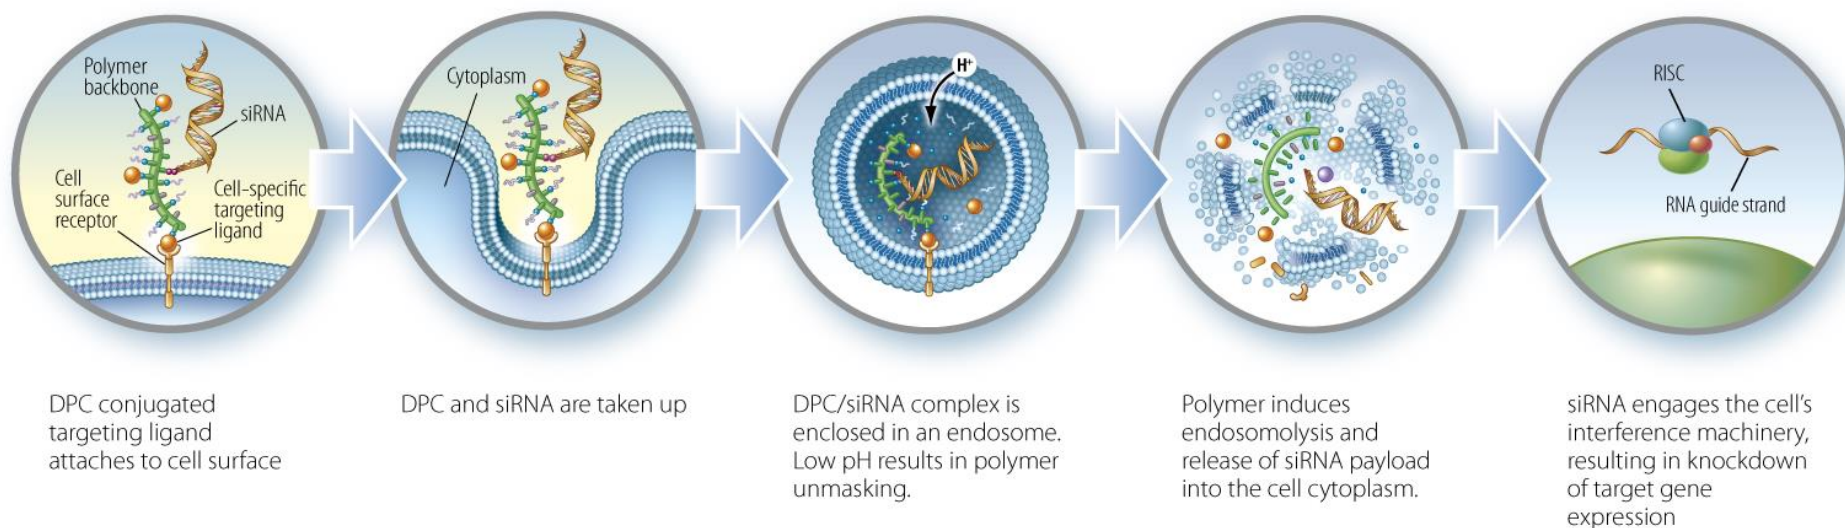 Polymer
backbone
siRNA
Cell
surface
receptor
Cell-specific
targeting
ligand
Cytoplasm
H+
RISC
RNA guide strand
DPC conjugated
targeting ligand
attaches to cell surface
DPC and siRNA are taken up
DPC/siRNA complex is
enclosed in an endosome.
Low pH results in polymer
unmasking.
Polymer induces
endosomolysis and
release of siRNA payload
into the cell cytoplasm.
siRNA engages the cell's
interference machinery,
resulting in knockdown
of target gene
expression